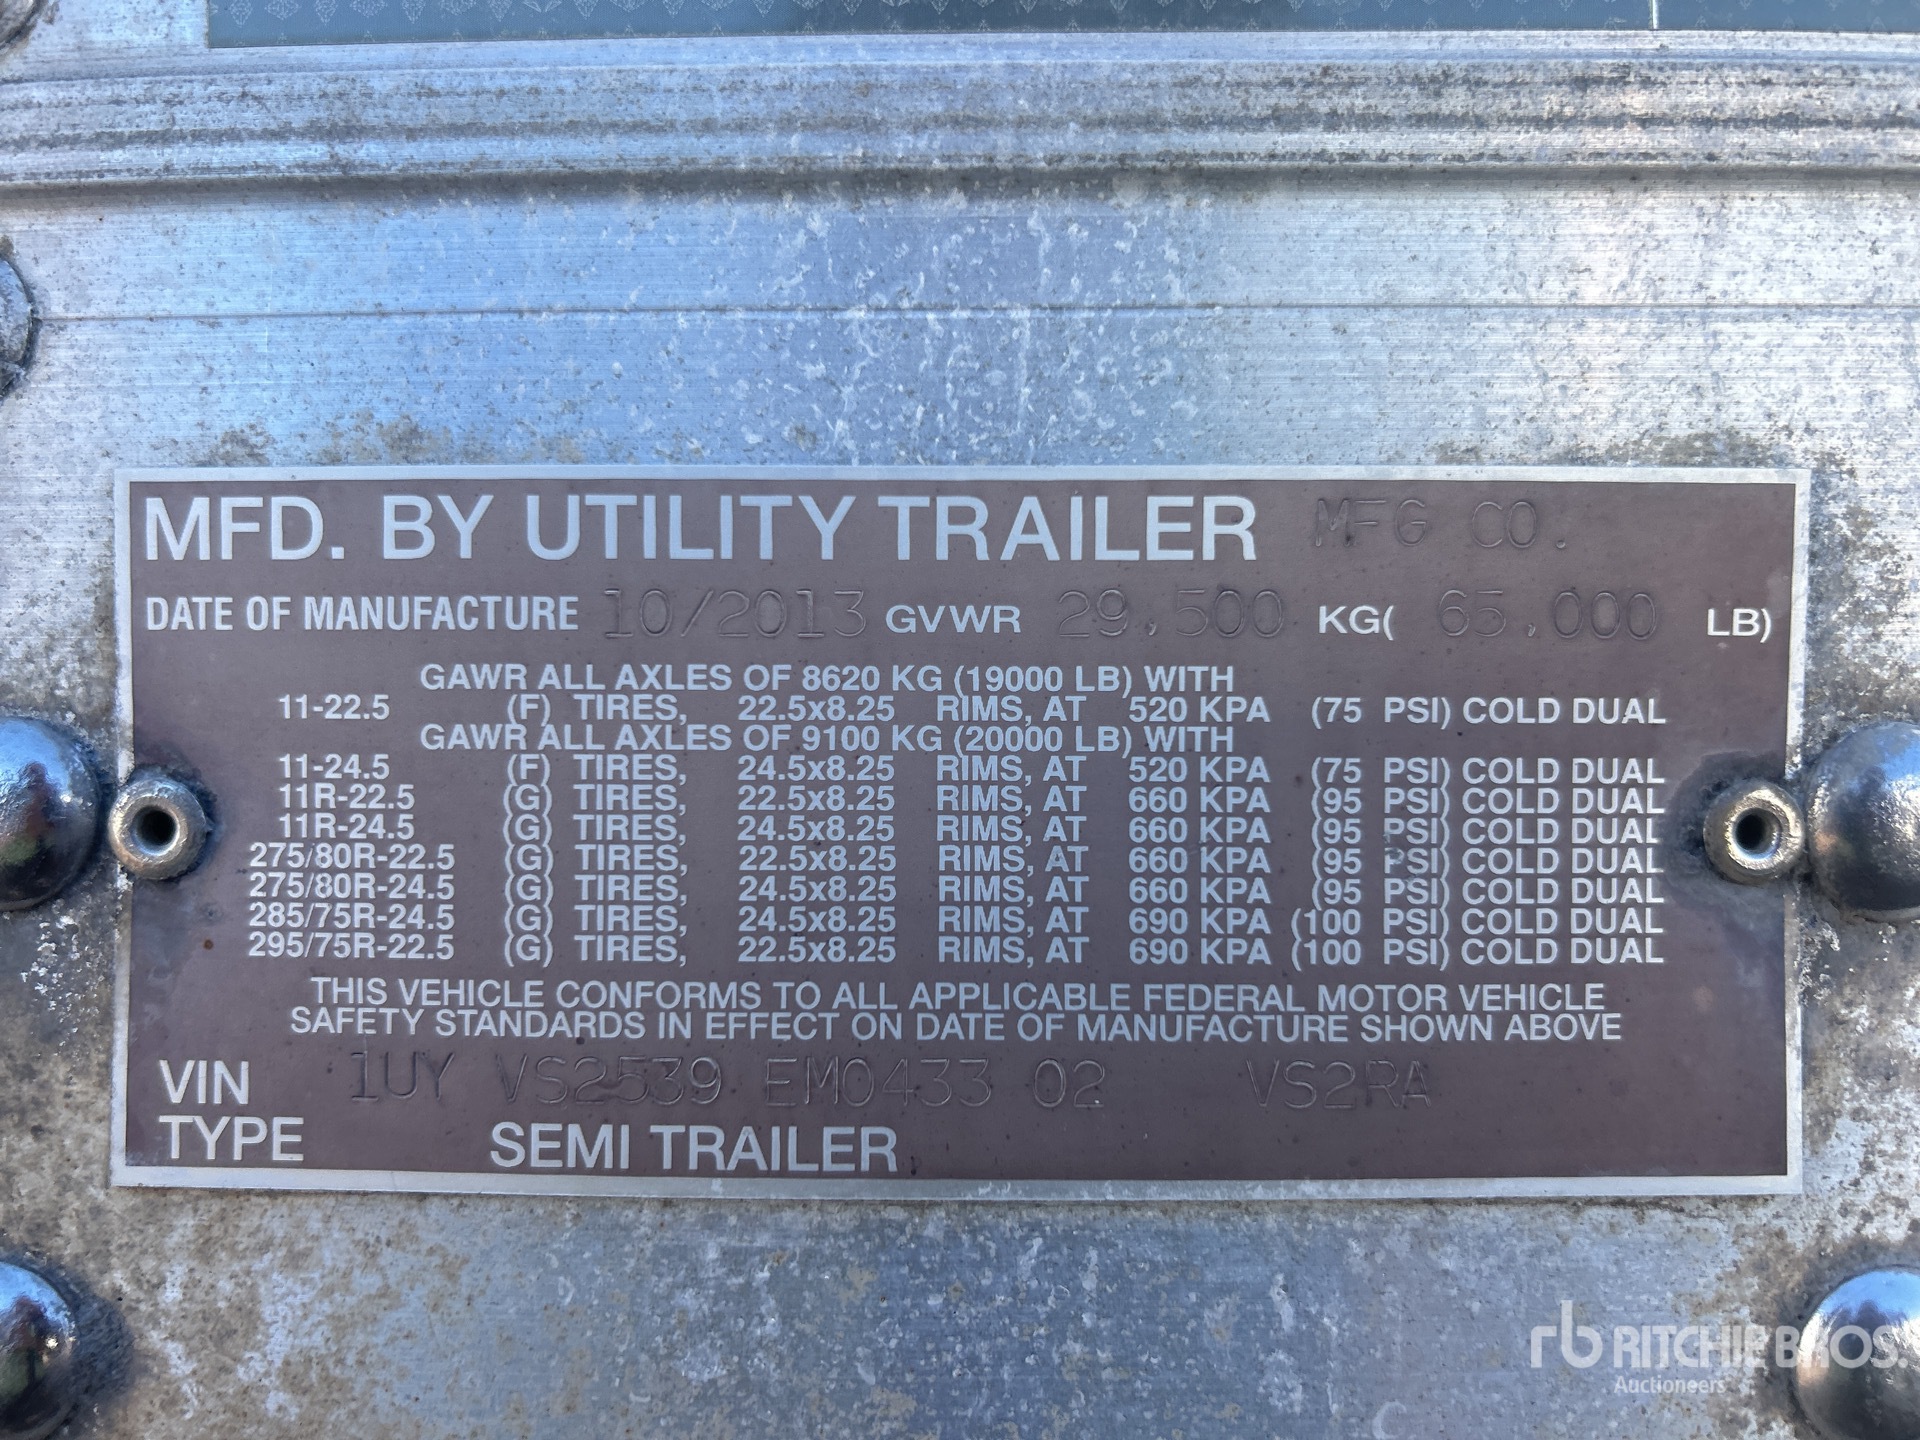 MFD. BY UTILITY TRAILER MFG CO.
DATE OF MANUFACTURE 10/2013 GVWR 29,500 KG( 65,000 LB)
GAWR ALL AXLES OF 8620 KG (19000 LB) WITH
11-22.5 (F) TIRES, 22.5x8.25 RIMS, AT 520 KPA (75 PSI) COLD DUAL
GAWR ALL AXLES OF 9100 KG (20000 LB) WITH
11-24.5 (F) TIRES, 24.5x8.25 RIMS, AT 520 KPA (75 PSI) COLD DUAL
11R-22.5 (G) TIRES, 22.5x8.25 RIMS, AT 660 KPA (95 PSI) COLD DUAL
11R-24.5 (G) TIRES, 24.5x8.25 RIMS, AT 660 KPA (95 PSI) COLD DUAL
275/80R-22.5 (G) TIRES, 22.5x8.25 RIMS, AT 660 KPA (95 PSI) COLD DUAL
275/80R-24.5 (G) TIRES, 24.5x8.25 RIMS, AT 660 KPA (95 PSI) COLD DUAL
285/75R-24.5 (G) TIRES, 24.5x8.25 RIMS, AT 690 KPA (100 PSI) COLD DUAL
295/75R-22.5 (G) TIRES, 22.5x8.25 RIMS, AT 690 KPA (100 PSI) COLD DUAL
THIS VEHICLE CONFORMS TO ALL APPLICABLE FEDERAL MOTOR VEHICLE
SAFETY STANDARDS IN EFFECT ON DATE OF MANUFACTURE SHOWN ABOVE
VIN 1UY VS2539 EM0433 02 VS2RA
TYPE SEMI TRAILER
rb RITCHIE BROS.
Auctioneers